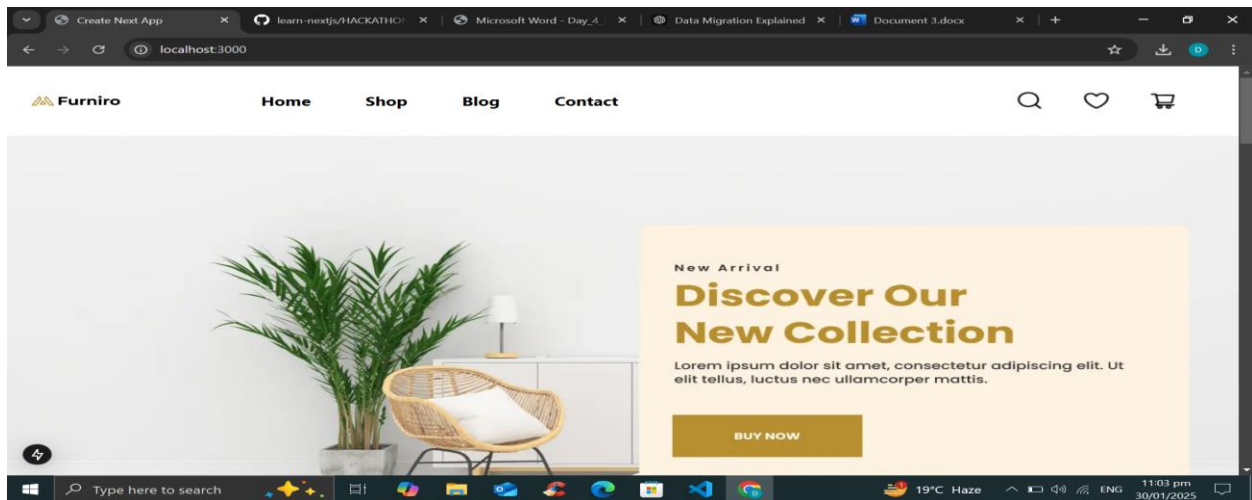 Create Next App
learn-nextjs/HACKATHO
Microsoft Word - Day_4_
Data Migration Explained
Document 3.docx
localhost:3000
D
Furniro Home Shop Blog Contact
New Arrival
Discover Our
New Collection
Lorem ipsum dolor sit amet, consectetur adipiscing elit. Ut
elit tellus, luctus nec ullamcorper mattis.
BUY NOW
Type here to search
19°C Haze
ENG
11:03 pm
30/01/2025